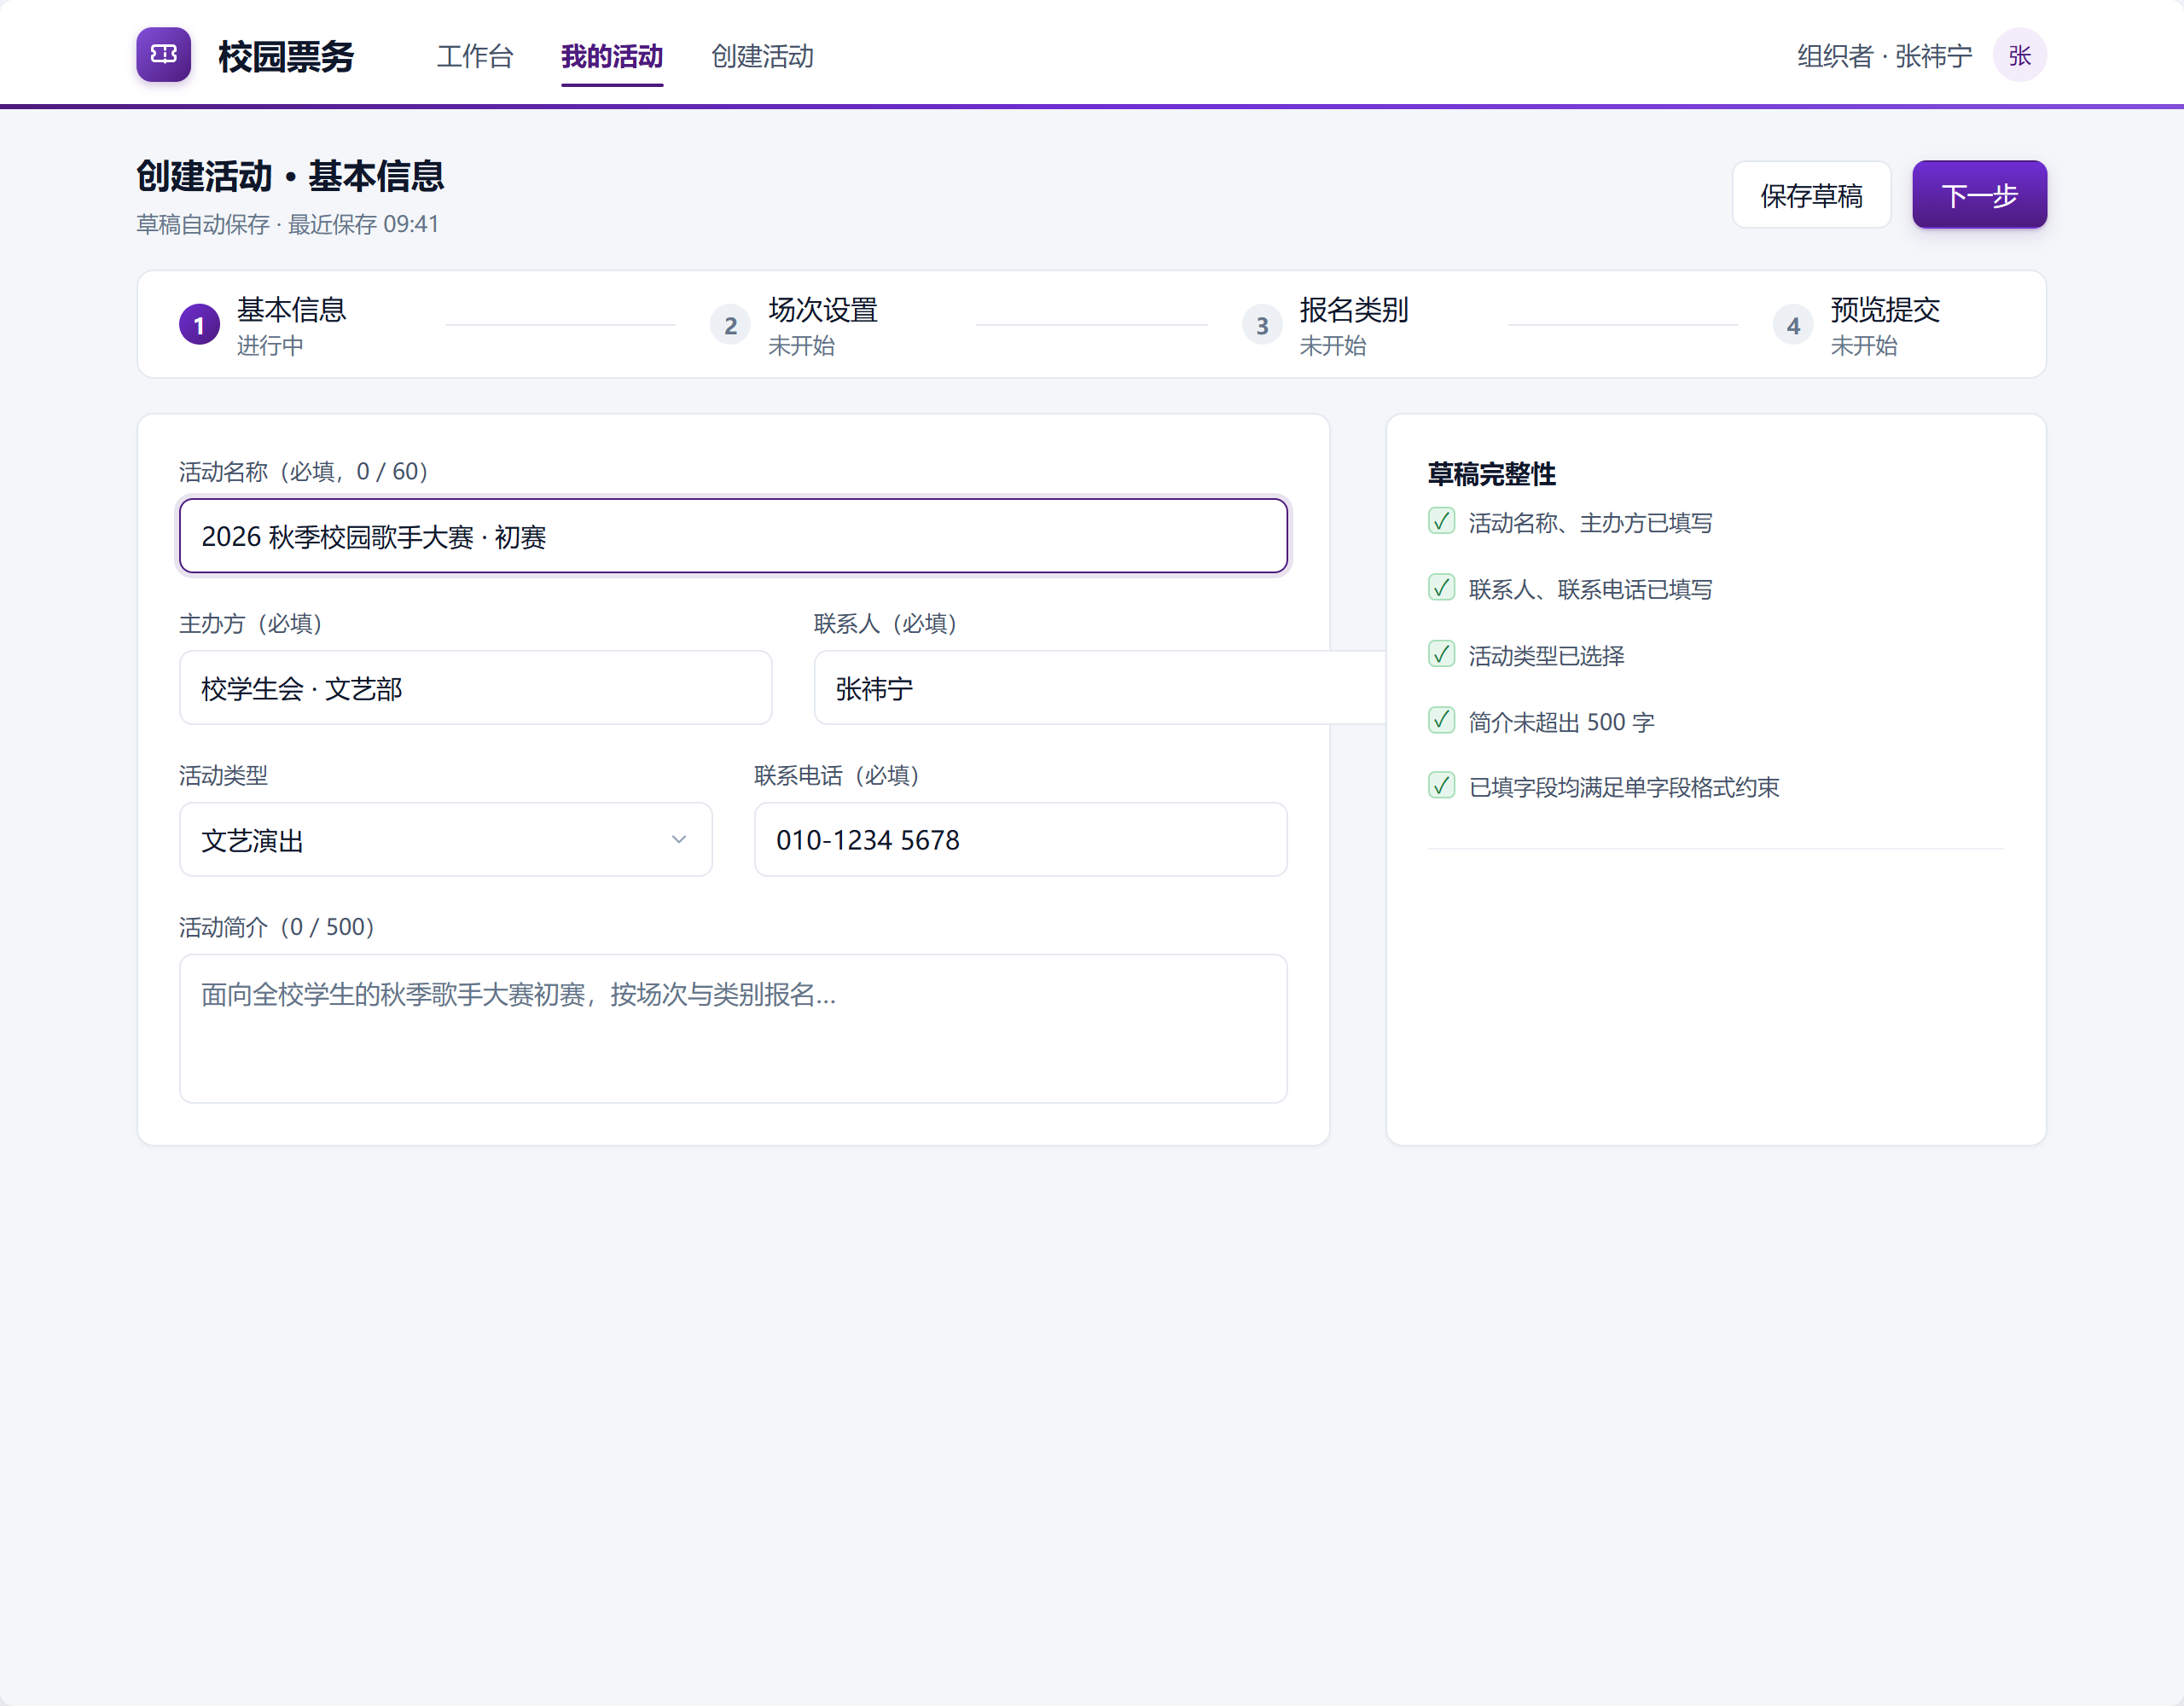 校园票务
工作台
我的活动
创建活动
组织者 · 张祎宁
张
创建活动 · 基本信息
草稿自动保存 · 最近保存 09:41
保存草稿
下一步
1
基本信息
进行中
2
场次设置
未开始
3
报名类别
未开始
4
预览提交
未开始
活动名称（必填，0 / 60）
2026 秋季校园歌手大赛 · 初赛
主办方（必填）
联系人（必填）
校学生会 · 文艺部
张祎宁
活动类型
联系电话（必填）
文艺演出
010-1234 5678
活动简介（0 / 500）
面向全校学生的秋季歌手大赛初赛，按场次与类别报名...
草稿完整性
活动名称、主办方已填写
联系人、联系电话已填写
活动类型已选择
简介未超出 500 字
已填字段均满足单字段格式约束